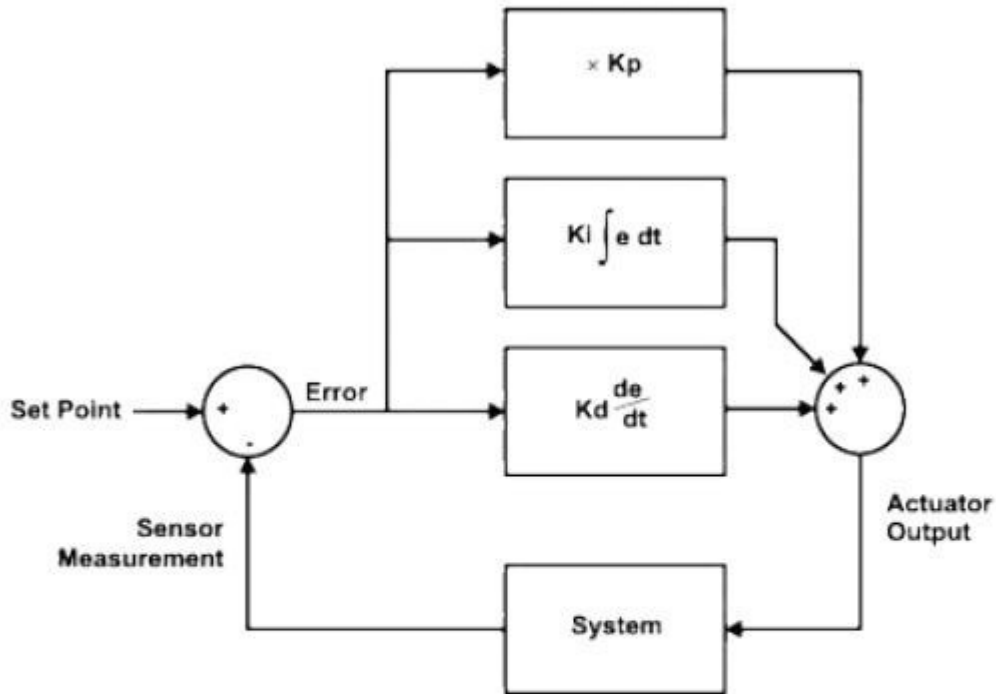 × Kp
Ki ∫ e dt
Set Point
+
-
Error
Kd de/dt
+
+
+
Sensor
Measurement
Actuator
Output
System